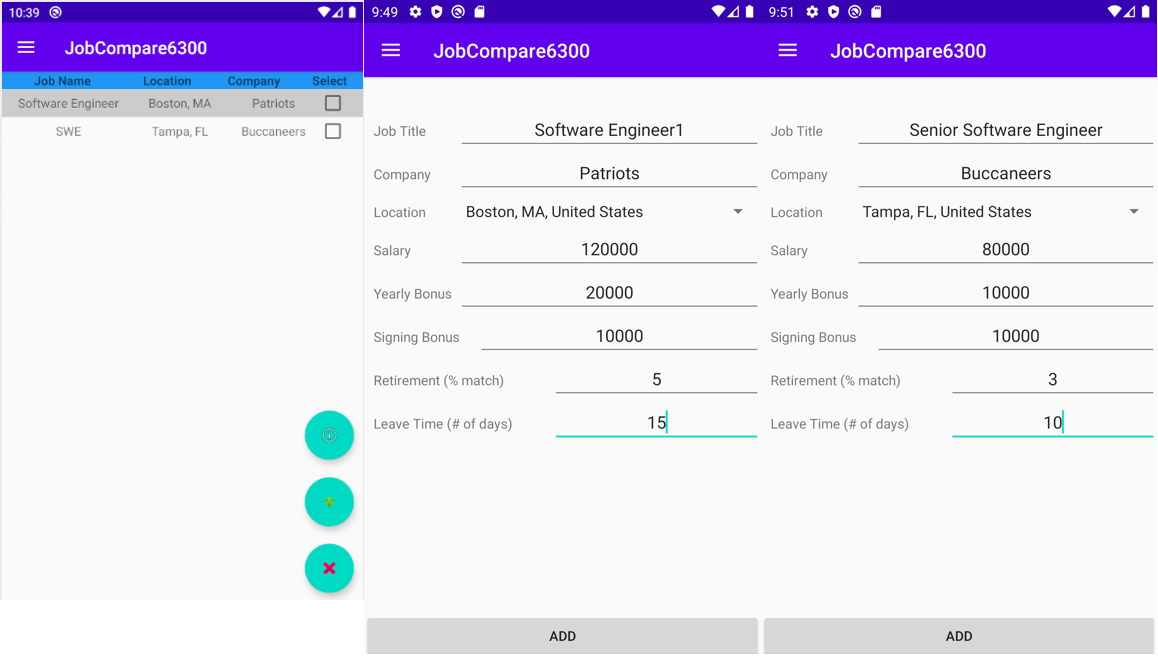 10:39
JobCompare6300
Job Name Location Company Select
Software Engineer Boston, MA Patriots
SWE Tampa, FL Buccaneers
9:49
JobCompare6300
Job Title Software Engineer1
Company Patriots
Location Boston, MA, United States
Salary 120000
Yearly Bonus 20000
Signing Bonus 10000
Retirement (% match) 5
Leave Time (# of days) 15
ADD
9:51
JobCompare6300
Job Title Senior Software Engineer
Company Buccaneers
Location Tampa, FL, United States
Salary 80000
Yearly Bonus 10000
Signing Bonus 10000
Retirement (% match) 3
Leave Time (# of days) 10
ADD